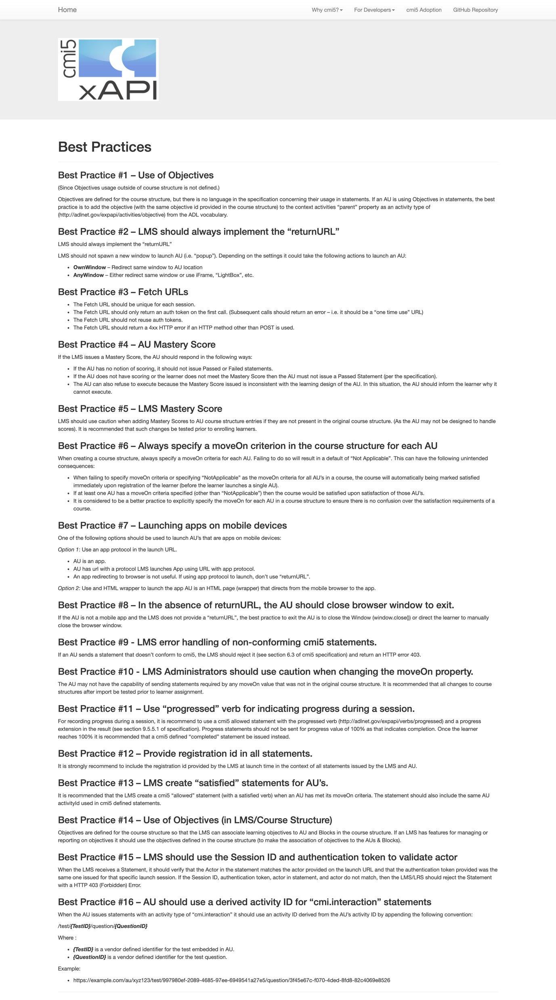 Home
Why cmi5?
For Developers
cmi5 Adoption
GitHub Repository
cmi5
xAPI
Best Practices
Best Practice #1 – Use of Objectives
(Since Objectives usage outside of course structure is not defined.)
Objectives are defined for the course structure, but there is no language in the specification concerning their usage in statements. If an AU is using Objectives in statements, the best
practice is to add the objective (with the same objective id provided in the course structure) to the context activities “parent” property as an activity type of
(http://adlnet.gov/expapi/activities/objective) from the ADL vocabulary.
Best Practice #2 – LMS should always implement the “returnURL”
LMS should always implement the “returnURL”
LMS should not spawn a new window to launch AU (i.e. “popup”). Depending on the settings it could take the following actions to launch an AU:
• OwnWindow – Redirect same window to AU location
• AnyWindow – Either redirect same window or use iFrame, “LightBox”, etc.
Best Practice #3 – Fetch URLs
• The Fetch URL should be unique for each session.
• The Fetch URL should only return an auth token on the first call. (Subsequent calls should return an error – i.e. it should be a “one time use” URL)
• The Fetch URL should not reuse auth tokens.
• The Fetch URL should return a 4xx HTTP error if an HTTP method other than POST is used.
Best Practice #4 – AU Mastery Score
If the LMS issues a Mastery Score, the AU should respond in the following ways:
• If the AU has no notion of scoring, it should not issue Passed or Failed statements.
• If the AU does not have scoring or the learner does not meet the Mastery Score then the AU must not issue a Passed Statement (per the specification).
• The AU can also refuse to execute because the Mastery Score issued is inconsistent with the learning design of the AU. In this situation, the AU should inform the learner why it
cannot execute.
Best Practice #5 – LMS Mastery Score
LMS should use caution when adding Mastery Scores to AU course structure entries if they are not present in the original course structure. (As the AU may not be designed to handle
scores). It is recommended that such changes be tested prior to enrolling learners.
Best Practice #6 – Always specify a moveOn criterion in the course structure for each AU
When creating a course structure, always specify a moveOn criteria for each AU. Failing to do so will result in a default of “Not Applicable”. This can have the following unintended
consequences:
• When failing to specify moveOn criteria or specifying “NotApplicable” as the moveOn criteria for all AU’s in a course, the course will automatically being marked satisfied
immediately upon registration of the learner (before the learner launches a single AU).
• If at least one AU has a moveOn criteria specified (other than “NotApplicable”) then the course would be satisfied upon satisfaction of those AU’s.
• It is considered to be a better practice to explicitly specify the moveOn for each AU in a course structure to ensure there is no confusion over the satisfaction requirements of a
course.
Best Practice #7 – Launching apps on mobile devices
One of the following options should be used to launch AU’s that are apps on mobile devices:
Option 1: Use an app protocol in the launch URL.
• AU is an app.
• AU has url with a protocol LMS launches App using URL with app protocol.
• An app redirecting to browser is not useful. If using app protocol to launch, don’t use “returnURL”.
Option 2: Use and HTML wrapper to launch the app AU is an HTML page (wrapper) that directs from the mobile browser to the app.
Best Practice #8 – In the absence of returnURL, the AU should close browser window to exit.
If the AU is not a mobile app and the LMS does not provide a “returnURL”, the best practice to exit the AU is to close the Window (window.close()) or direct the learner to manually
close the browser window.
Best Practice #9 - LMS error handling of non-conforming cmi5 statements.
If an AU sends a statement that doesn’t conform to cmi5, the LMS should reject it (see section 6.3 of cmi5 specification) and return an HTTP error 403.
Best Practice #10 - LMS Administrators should use caution when changing the moveOn property.
The AU may not have the capability of sending statements required by any moveOn value that was not in the original course structure. It is recommended that all changes to course
structures after import be tested prior to learner assignment.
Best Practice #11 – Use “progressed” verb for indicating progress during a session.
For recording progress during a session, it is recommend to use a cmi5 allowed statement with the progressed verb (http://adlnet.gov/expapi/verbs/progressed) and a progress
extension in the result (see section 9.5.5.1 of specification). Progress statements should not be sent for progress value of 100% as that indicates completion. Once the learner
reaches 100% it is recommended that a cmi5 defined “completed” statement be issued instead.
Best Practice #12 – Provide registration id in all statements.
It is strongly recommend to include the registration id provided by the LMS at launch time in the context of all statements issued by the LMS and AU.
Best Practice #13 – LMS create “satisfied” statements for AU’s.
It is recommended that the LMS create a cmi5 “allowed” statement (with a satisfied verb) when an AU has met its moveOn criteria. The statement should also include the same AU
activityId used in cmi5 defined statements.
Best Practice #14 – Use of Objectives (in LMS/Course Structure)
Objectives are defined for the course structure so that the LMS can associate learning objectives to AU and Blocks in the course structure. If an LMS has features for managing or
reporting on objectives it should use the objectives defined in the course structure (to make the association of objectives to the AUs & Blocks).
Best Practice #15 – LMS should use the Session ID and authentication token to validate actor
When the LMS receives a Statement, it should verify that the Actor in the statement matches the actor provided on the launch URL and that the authentication token provided was the
same one issued for that specific launch session. If the Session ID, authentication token, actor in statement, and actor do not match, then the LMS/LRS should reject the Statement
with a HTTP 403 (Forbidden) Error.
Best Practice #16 – AU should use a derived activity ID for “cmi.interaction” statements
When the AU issues statements with an activity type of “cmi.interaction” it should use an activity ID derived from the AU’s activity ID by appending the following convention:
/test/{TestID}/question/{QuestionID}
Where :
• {TestID} is a vendor defined identifier for the test embedded in AU.
• {QuestionID} is a vendor defined identifier for the test question.
Example:
• https://example.com/au/xyz123/test/997980ef-2089-4685-97ee-6949541a27e5/question/3f45e67c-f070-4ded-8fd8-82c4069e8526